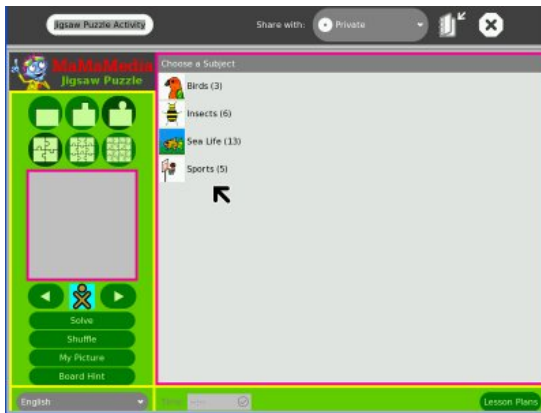 Jigsaw Puzzle Activity
Share with: Private
MaMaMedia
Jigsaw Puzzle
Choose a Subject
Birds (3)
Insects (6)
Sea Life (13)
Sports (5)
Solve
Shuffle
My Picture
Board Hint
English
Lesson Plans